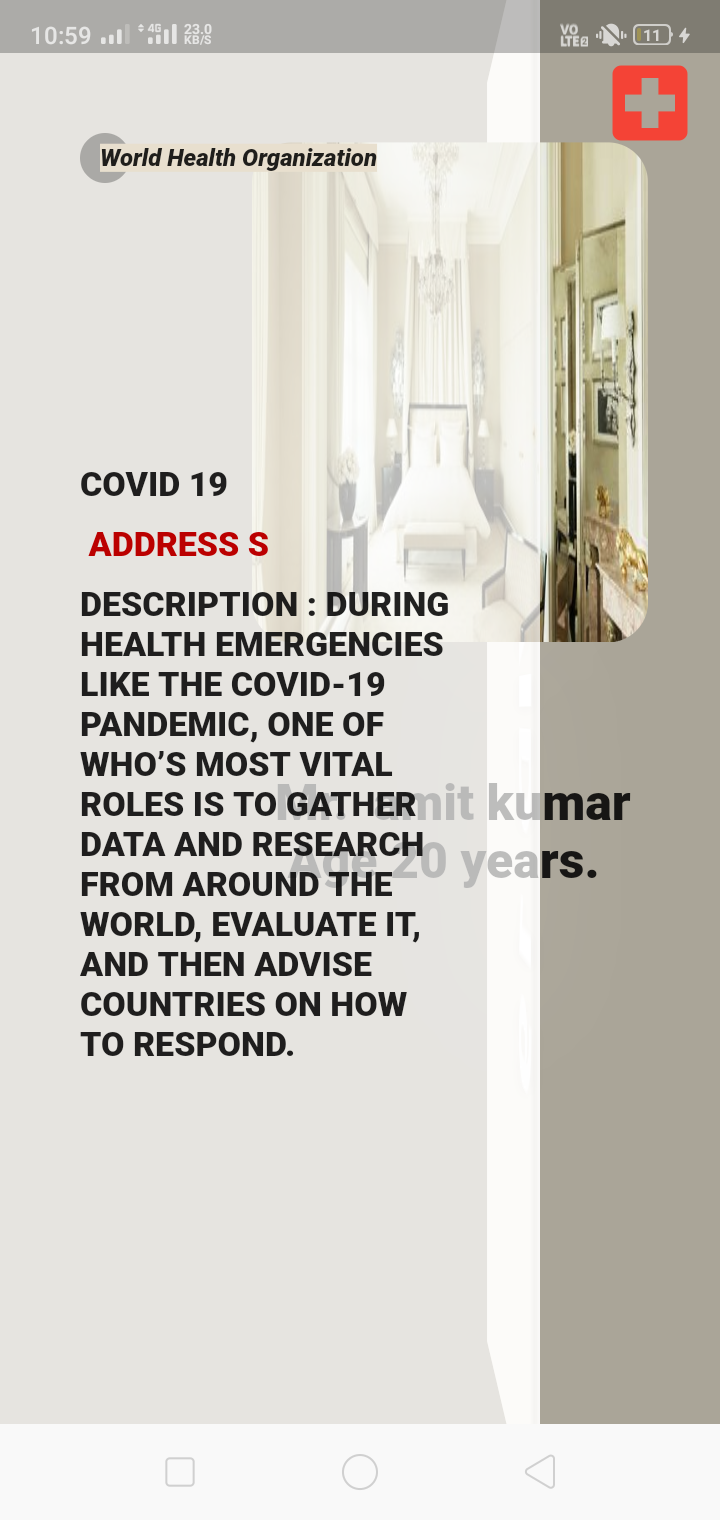 10:59
4G
23.0
KB/S
VO
LTE2
11
World Health Organization
COVID 19
ADDRESS S
DESCRIPTION : DURING
HEALTH EMERGENCIES
LIKE THE COVID-19
PANDEMIC, ONE OF
WHO’S MOST VITAL
ROLES IS TO GATHER
DATA AND RESEARCH
FROM AROUND THE
WORLD, EVALUATE IT,
AND THEN ADVISE
COUNTRIES ON HOW
TO RESPOND.
Mr. amit kumar
Age 20 years.